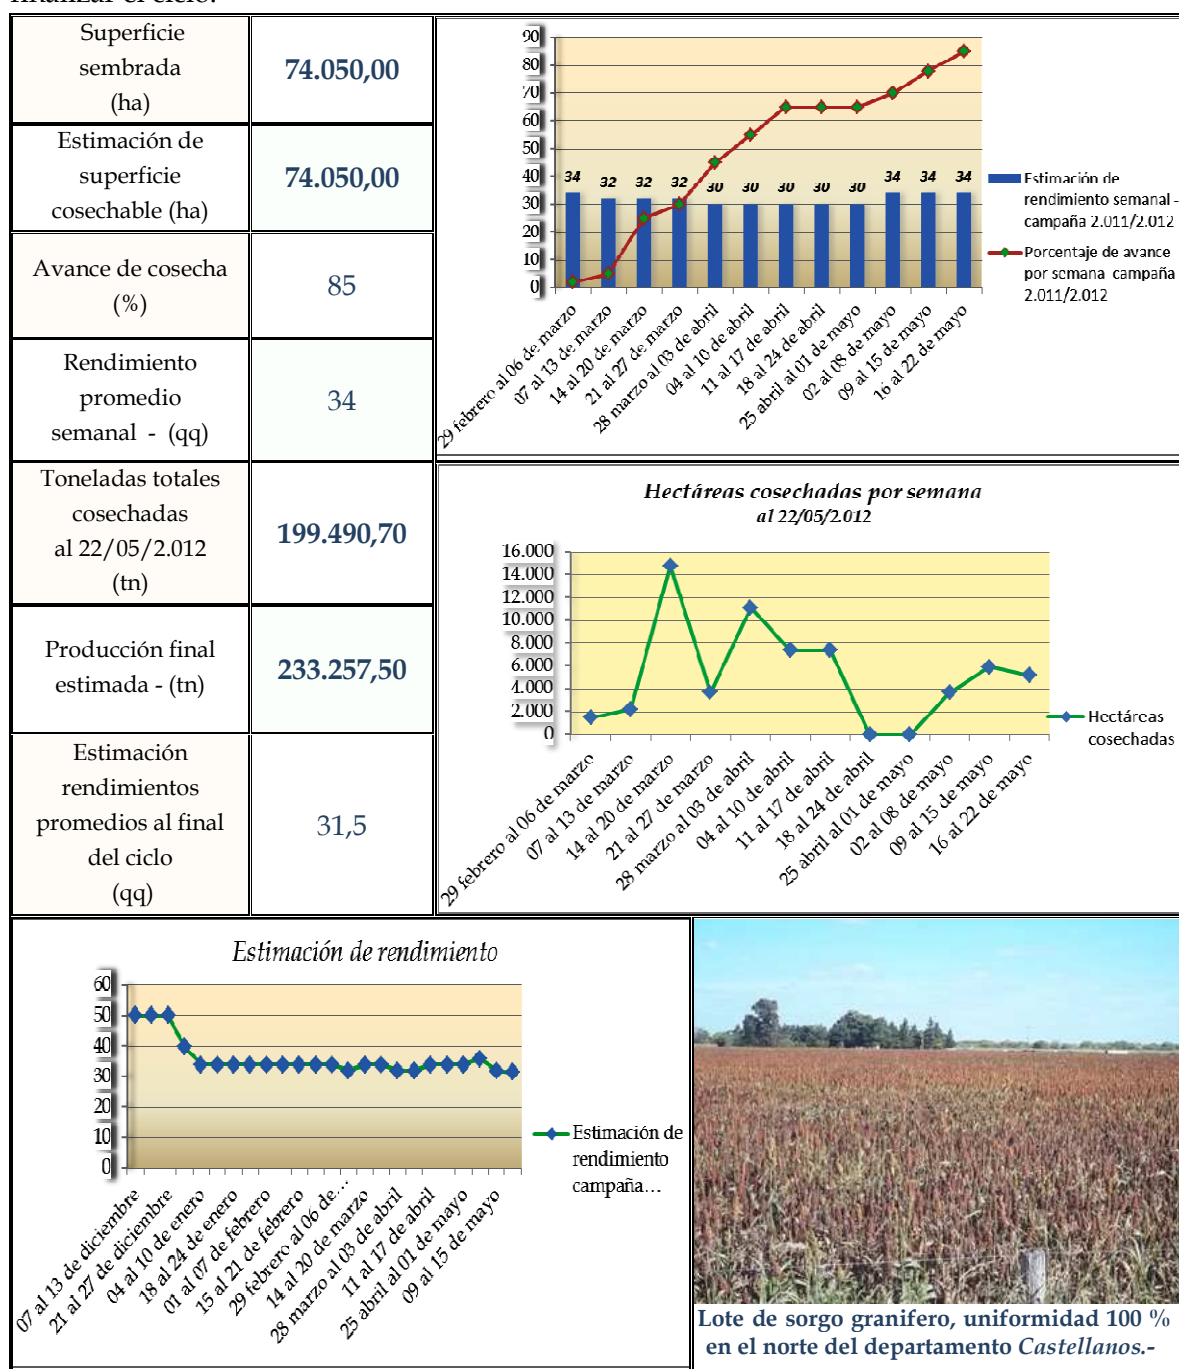 Superficie
sembrada
(ha)
74.050,00
Estimación de
superficie
cosechable (ha)
74.050,00
Avance de cosecha
(%)
85
Rendimiento
promedio
semanal - (qq)
34
Toneladas totales
cosechadas
al 22/05/2.012
(tn)
199.490,70
Producción final
estimada - (tn)
233.257,50
Estimación
rendimientos
promedios al final
del ciclo
(qq)
31,5
90
80
70
60
50
40
30
20
10
0
34 32 32 32 30 30 30 30 30 34 34 34
29 febrero al 06 de marzo
07 al 13 de marzo
14 al 20 de marzo
21 al 27 de marzo
28 marzo al 03 de abril
04 al 10 de abril
11 al 17 de abril
18 al 24 de abril
25 abril al 01 de mayo
02 al 08 de mayo
09 al 15 de mayo
16 al 22 de mayo
Estimación de
rendimiento semanal -
campaña 2.011/2.012
Porcentaje de avance
por semana campaña
2.011/2.012
Hectáreas cosechadas por semana
al 22/05/2.012
16.000
14.000
12.000
10.000
8.000
6.000
4.000
2.000
0
29 febrero al 06 de marzo
07 al 13 de marzo
14 al 20 de marzo
21 al 27 de marzo
28 marzo al 03 de abril
04 al 10 de abril
11 al 17 de abril
18 al 24 de abril
25 abril al 01 de mayo
02 al 08 de mayo
09 al 15 de mayo
16 al 22 de mayo
Hectáreas
cosechadas
Estimación de rendimiento
60
50
40
30
20
10
0
07 al 13 de diciembre
21 al 27 de diciembre
04 al 10 de enero
18 al 24 de enero
01 al 07 de febrero
15 al 21 de febrero
29 febrero al 06 de...
14 al 20 de marzo
28 marzo al 03 de abril
11 al 17 de abril
25 abril al 01 de mayo
09 al 15 de mayo
Estimación de
rendimiento
campaña...
Lote de sorgo granifero, uniformidad 100 %
en el norte del departamento Castellanos.-